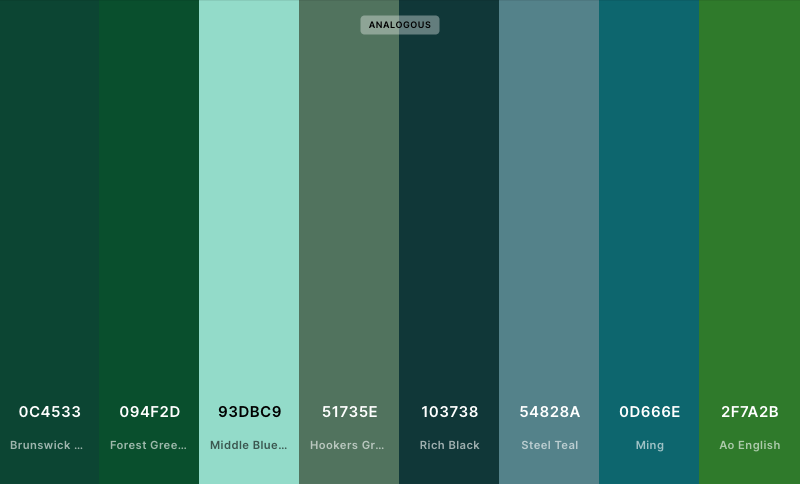 ANALOGOUS
0C4533 094F2D 93DBC9 51735E 103738 54828A 0D666E 2F7A2B
Brunswick ... Forest Gree... Middle Blue... Hookers Gr... Rich Black Steel Teal Ming Ao English